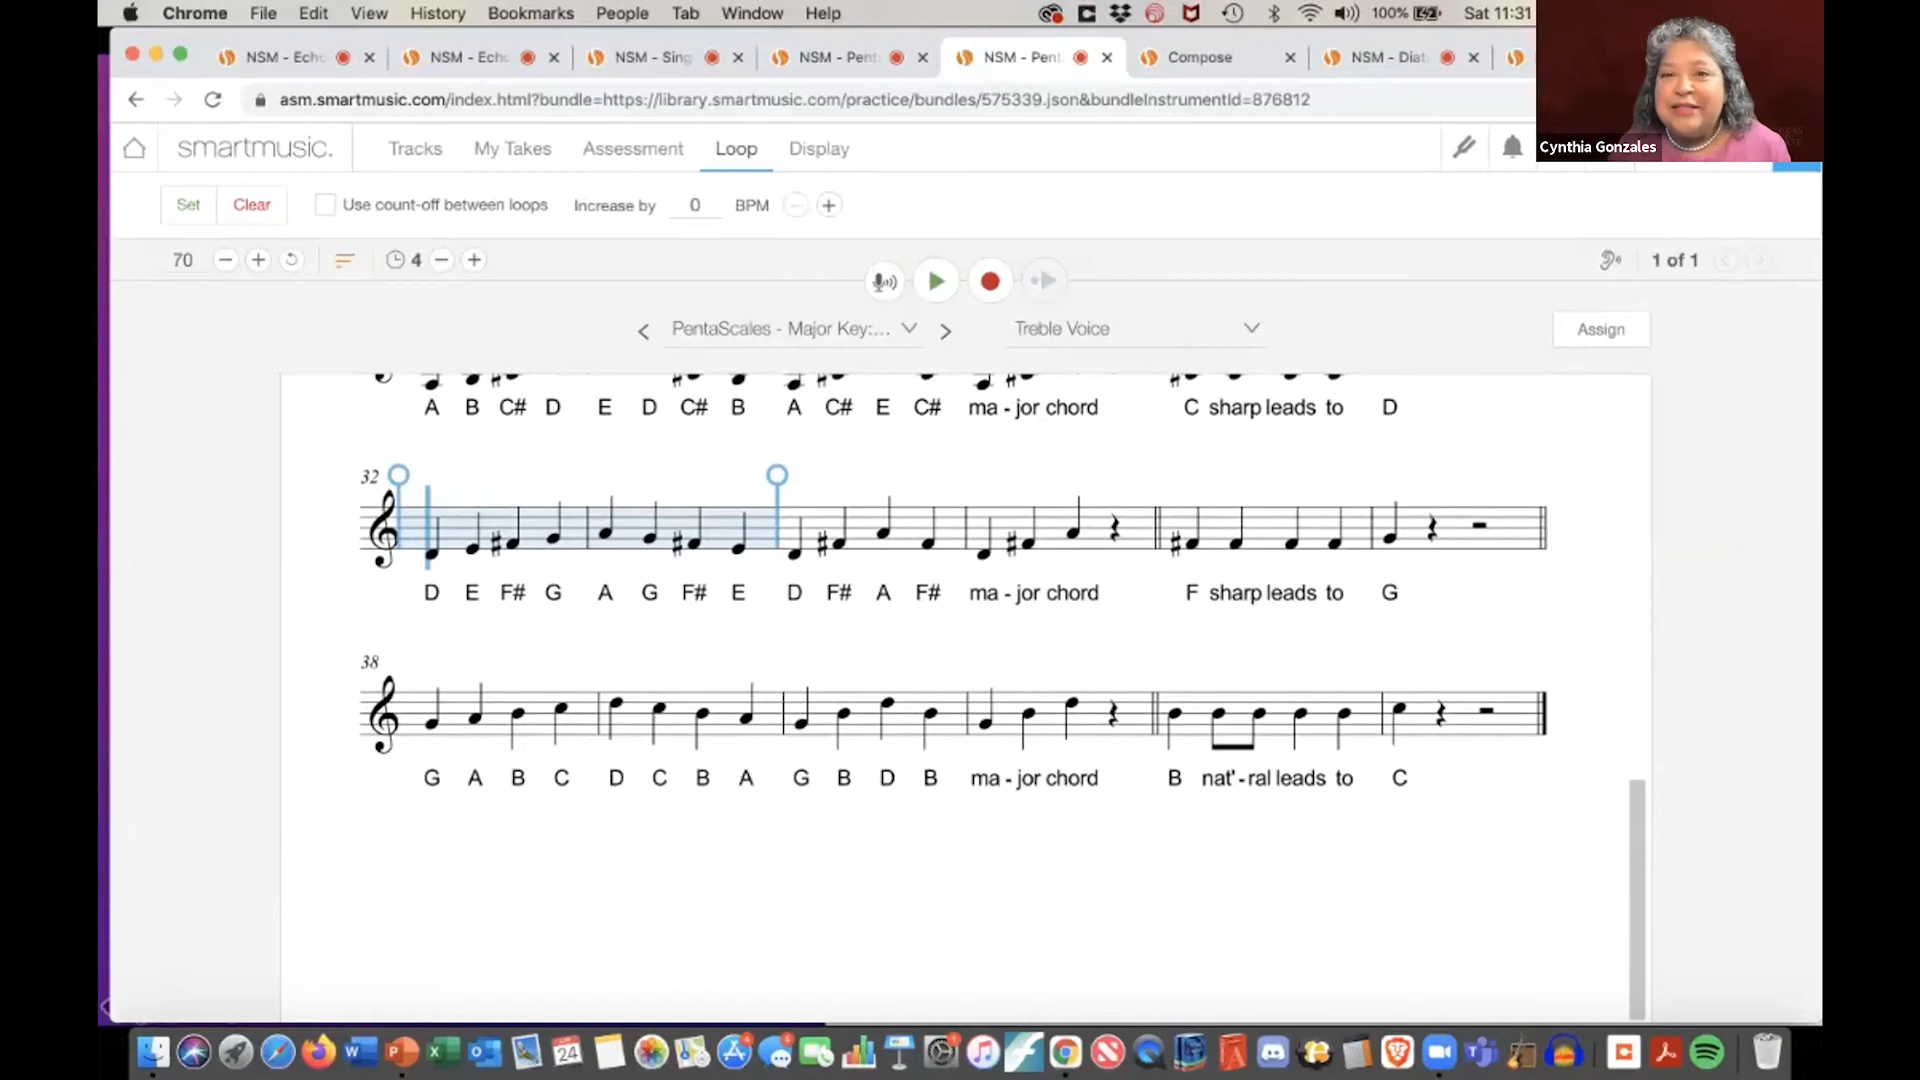 Chrome File Edit View History Bookmarks People Tab Window Help 100% Sat 11:31
NSM - Echo NSM - Echo NSM - Sing NSM - Pent NSM - Pent Compose NSM - Diat
asm.smartmusic.com/index.html?bundle=https://library.smartmusic.com/practice/bundles/575339.json&bundleInstrumentId=876812
Cynthia Gonzales
smartmusic. Tracks My Takes Assessment Loop Display
Set Clear Use count-off between loops Increase by 0 BPM
70 4 1 of 1
PentaScales - Major Key:... Treble Voice Assign
A B C# D E D C# B A C# E C# ma - jor chord C sharp leads to D
32
D E F# G A G F# E D F# A F# ma - jor chord F sharp leads to G
38
G A B C D C B A G B D B ma - jor chord B nat'-ral leads to C
24